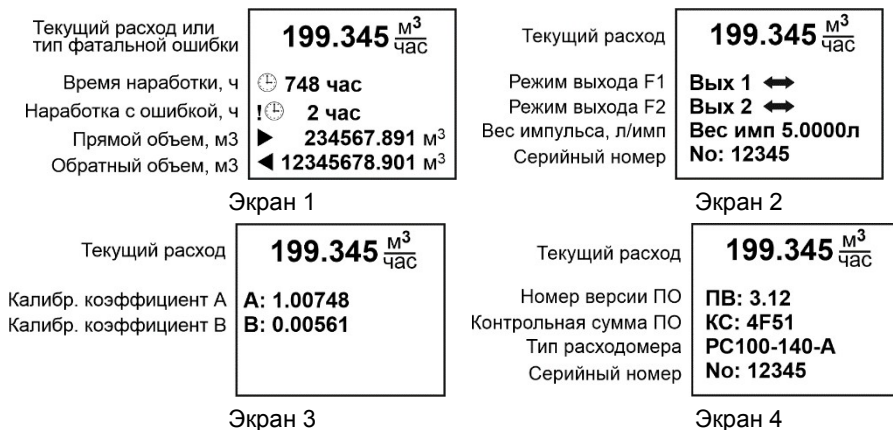 Текущий расход или
тип фатальной ошибки
199.345 м³/час
Время наработки, ч 748 час
Наработка с ошибкой, ч ! 2 час
Прямой объем, м3 ▶ 234567.891 м³
Обратный объем, м3 ◀ 12345678.901 м³
Экран 1
Текущий расход 199.345 м³/час
Режим выхода F1 Вых 1 ⬌
Режим выхода F2 Вых 2 ⬌
Вес импульса, л/имп Вес имп 5.0000л
Серийный номер No: 12345
Экран 2
Текущий расход 199.345 м³/час
Калибр. коэффициент А A: 1.00748
Калибр. коэффициент В B: 0.00561
Экран 3
Текущий расход 199.345 м³/час
Номер версии ПО ПВ: 3.12
Контрольная сумма ПО КС: 4F51
Тип расходомера РС100-140-А
Серийный номер No: 12345
Экран 4